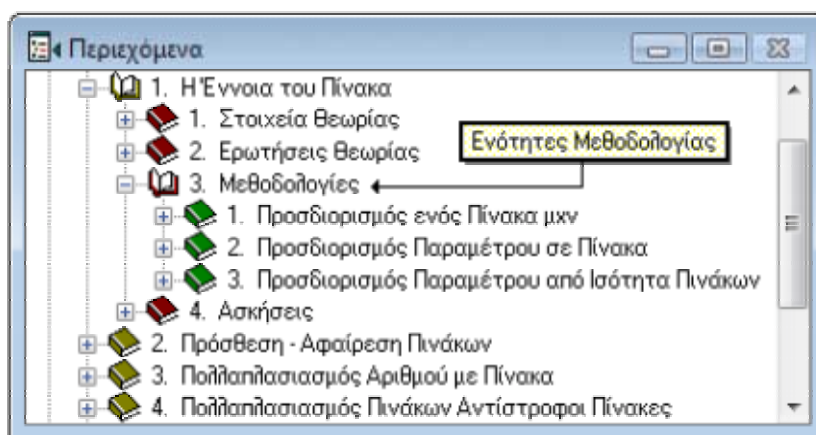 Περιεχόμενα
1. Η Έννοια του Πίνακα
1. Στοιχεία Θεωρίας
2. Ερωτήσεις Θεωρίας
Ενότητες Μεθοδολογίας
3. Μεθοδολογίες
1. Προσδιορισμός ενός Πίνακα μxν
2. Προσδιορισμός Παραμέτρου σε Πίνακα
3. Προσδιορισμός Παραμέτρου από Ισότητα Πινάκων
4. Ασκήσεις
2. Πρόσθεση - Αφαίρεση Πινάκων
3. Πολλαπλασιασμός Αριθμού με Πίνακα
4. Πολλαπλασιασμός Πινάκων Αντίστροφοι Πίνακες